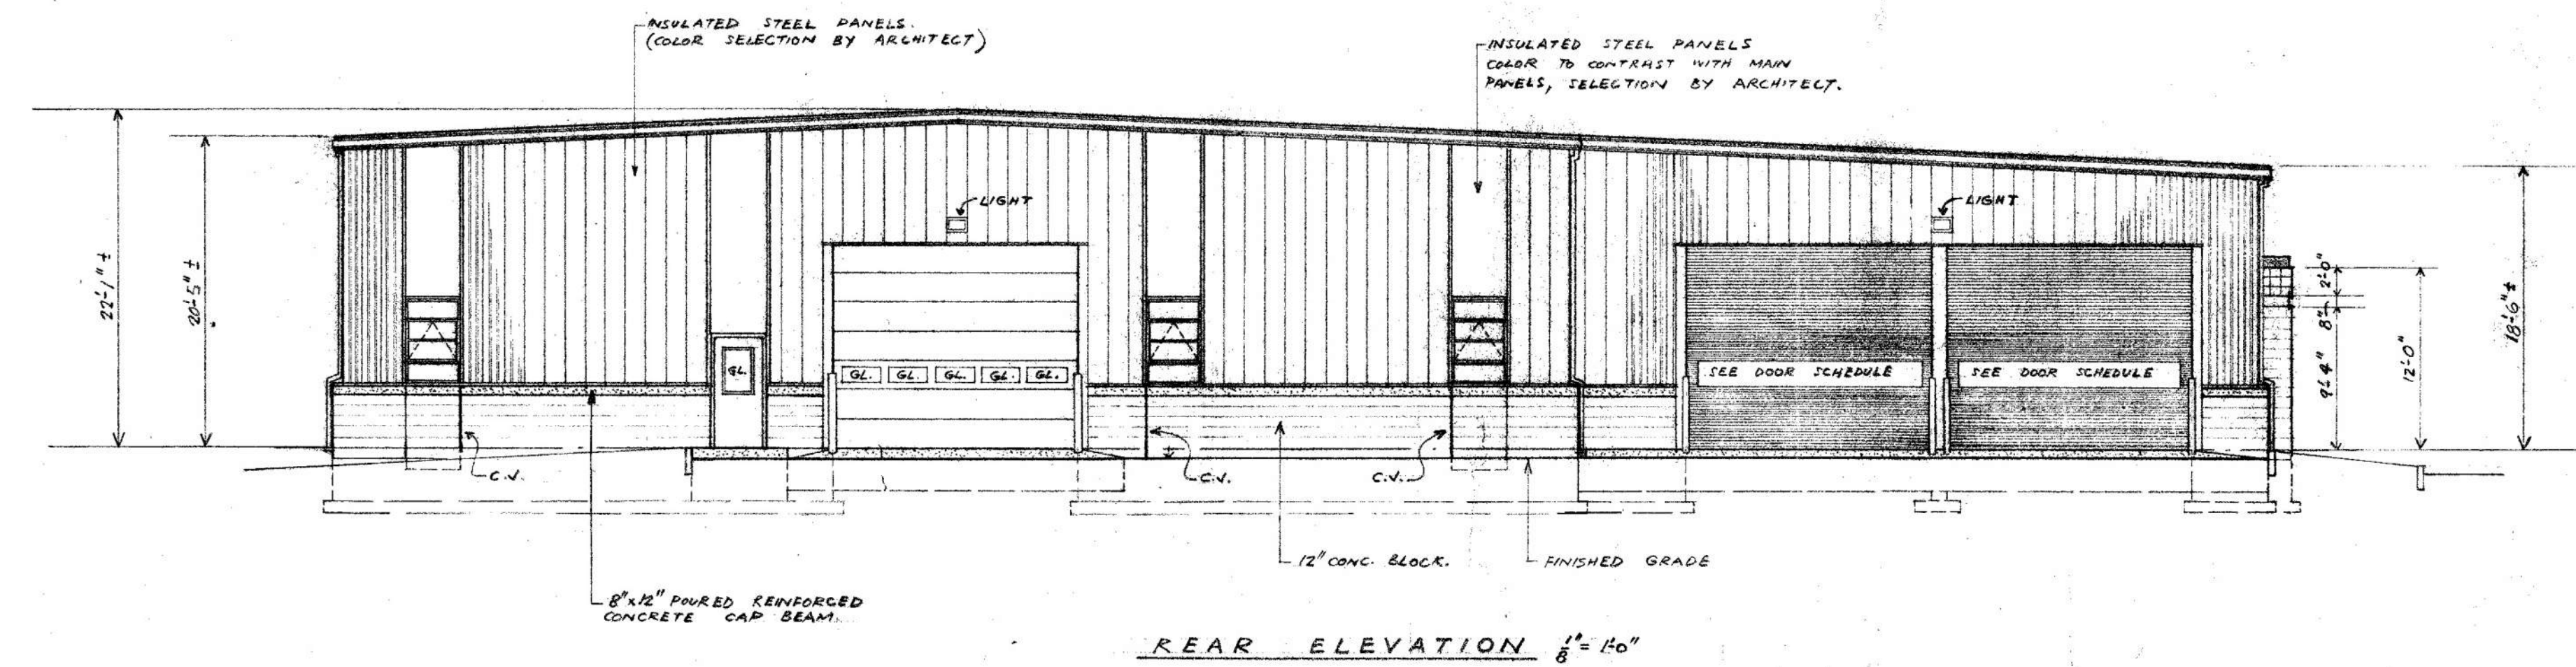 INSULATED STEEL PANELS.
(COLOR SELECTION BY ARCHITECT)
INSULATED STEEL PANELS
COLOR TO CONTRAST WITH MAIN
PANELS, SELECTION BY ARCHITECT.
LIGHT
LIGHT
22'-1" ±
20'-5" ±
GL.
GL. GL. GL. GL. GL.
SEE DOOR SCHEDULE
SEE DOOR SCHEDULE
2'-0"
8"
9'-4"
12'-0"
18'-6" ±
C.J.
C.J.
C.J.
12" CONC. BLOCK.
FINISHED GRADE
8"x12" POURED REINFORCED
CONCRETE CAP BEAM.
REAR ELEVATION 1/8" = 1'-0"